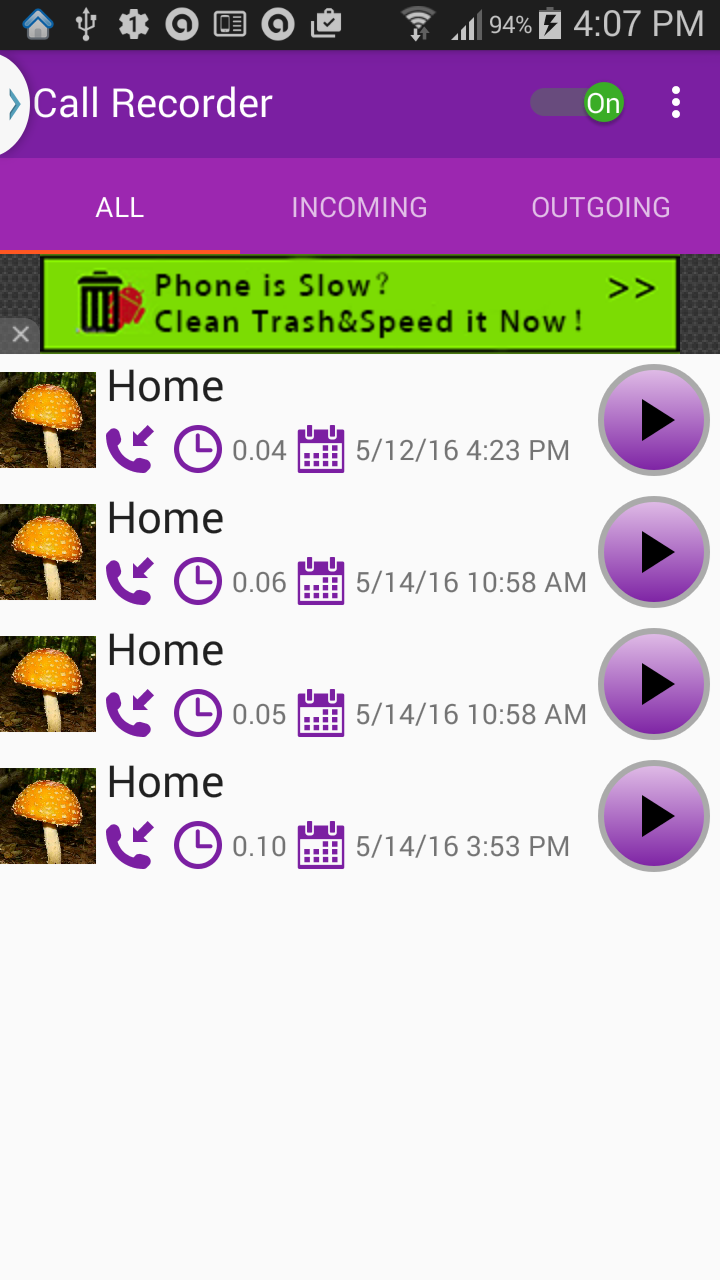 1 94% 4:07 PM
Call Recorder On
ALL INCOMING OUTGOING
Phone is Slow? >>
Clean Trash&Speed it Now!
Home
0.04 5/12/16 4:23 PM
Home
0.06 5/14/16 10:58 AM
Home
0.05 5/14/16 10:58 AM
Home
0.10 5/14/16 3:53 PM